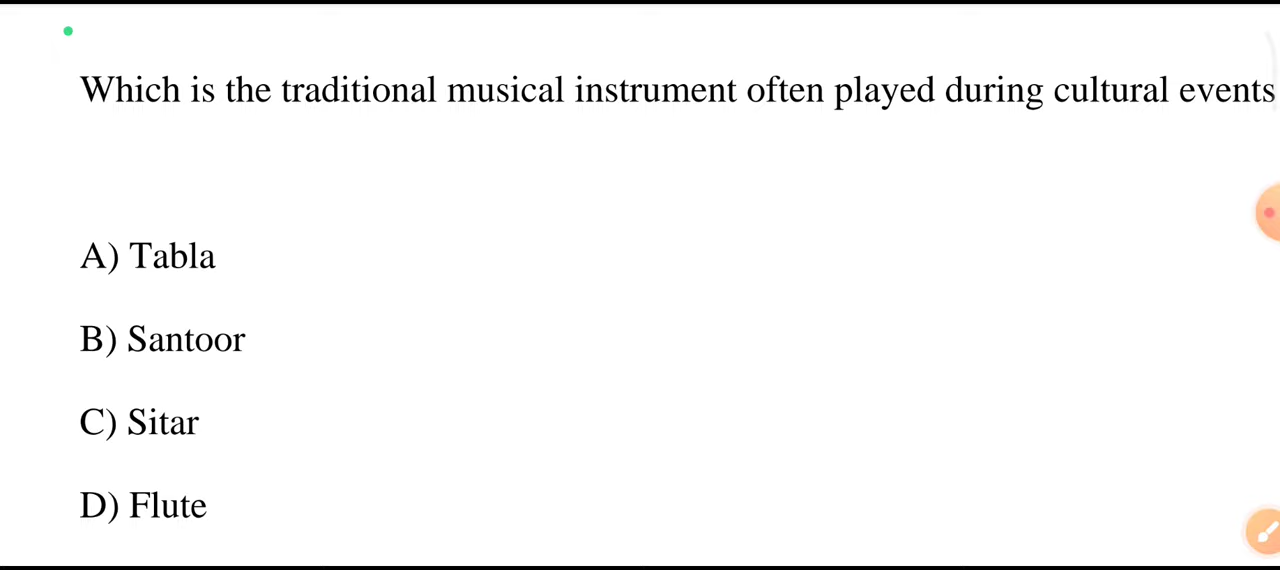 Which is the traditional musical instrument often played during cultural events
A) Tabla
B) Santoor
C) Sitar
D) Flute